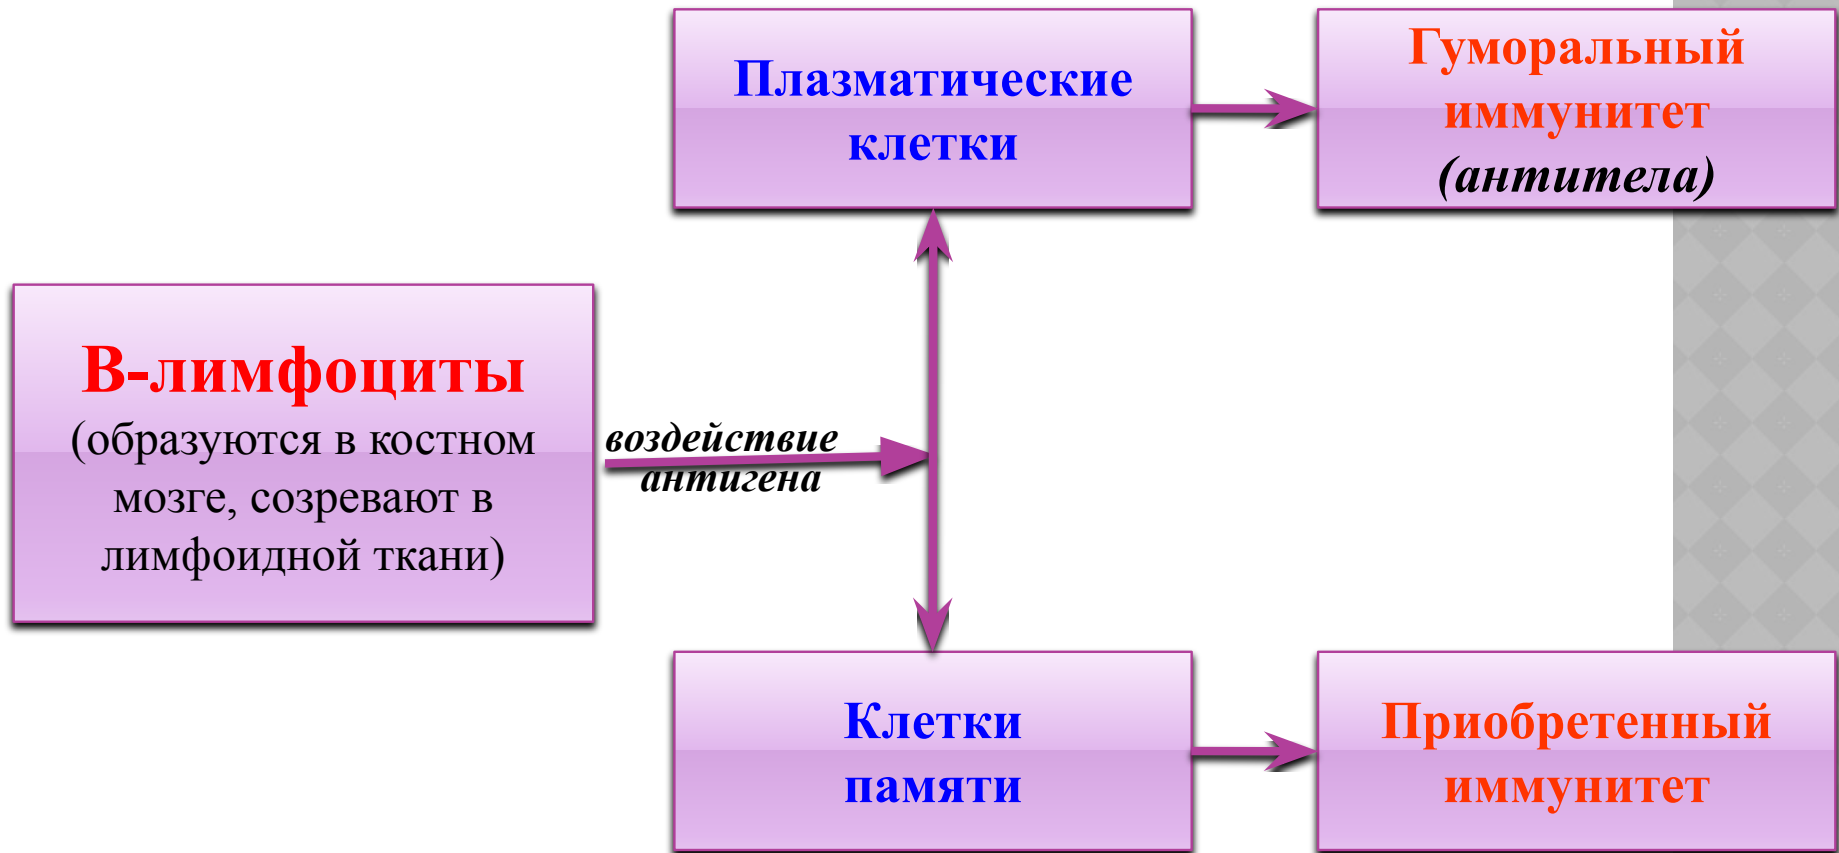 Плазматические
клетки
Гуморальный
иммунитет
(антитела)
В-лимфоциты
(образуются в костном
мозге, созревают в
лимфоидной ткани)
воздействие
антигена
Клетки
памяти
Приобретенный
иммунитет